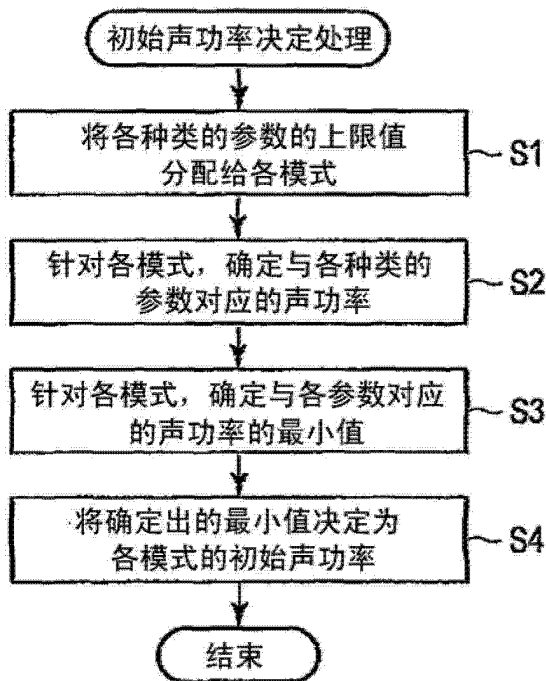 初始声功率决定处理
将各种类的参数的上限值
分配给各模式
S1
针对各模式，确定与各种类的
参数对应的声功率
S2
针对各模式，确定与各参数对应
的声功率的最小值
S3
将确定出的最小值决定为
各模式的初始声功率
S4
结束